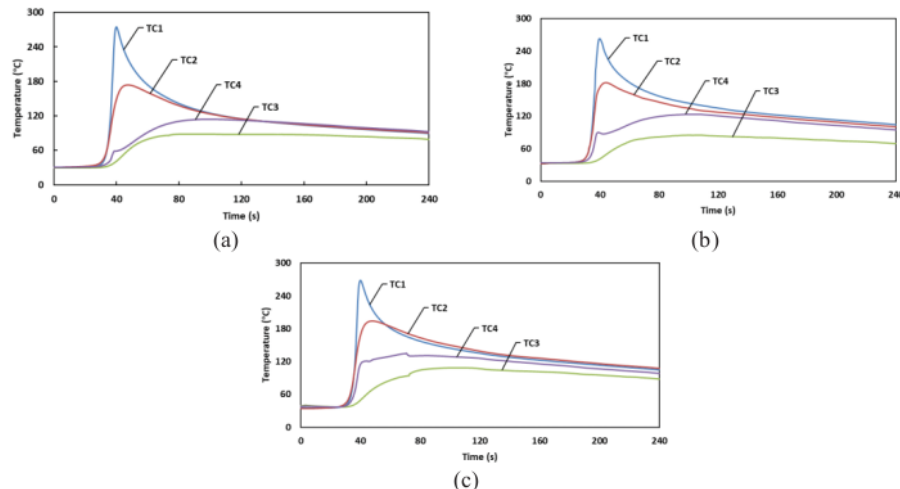 300
240
180
120
60
0
Temperature (°C)
TC1
TC2
TC4
TC3
0 40 80 120 160 200 240
Time (s)
(a)
300
240
180
120
60
0
Temperature (°C)
TC1
TC2
TC4
TC3
0 40 80 120 160 200 240
Time (s)
(b)
300
240
180
120
60
0
Temperature (°C)
TC1
TC2
TC4
TC3
0 40 80 120 160 200 240
Time (s)
(c)